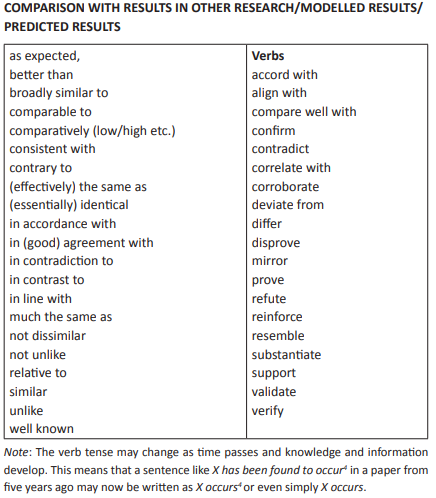 COMPARISON WITH RESULTS IN OTHER RESEARCH/MODELLED RESULTS/
PREDICTED RESULTS
as expected,
better than
broadly similar to
comparable to
comparatively (low/high etc.)
consistent with
contrary to
(effectively) the same as
(essentially) identical
in accordance with
in (good) agreement with
in contradiction to
in contrast to
in line with
much the same as
not dissimilar
not unlike
relative to
similar
unlike
well known
Verbs
accord with
align with
compare well with
confirm
contradict
correlate with
corroborate
deviate from
differ
disprove
mirror
prove
refute
reinforce
resemble
substantiate
support
validate
verify
Note: The verb tense may change as time passes and knowledge and information
develop. This means that a sentence like X has been found to occur⁴ in a paper from
five years ago may now be written as X occurs⁴ or even simply X occurs.